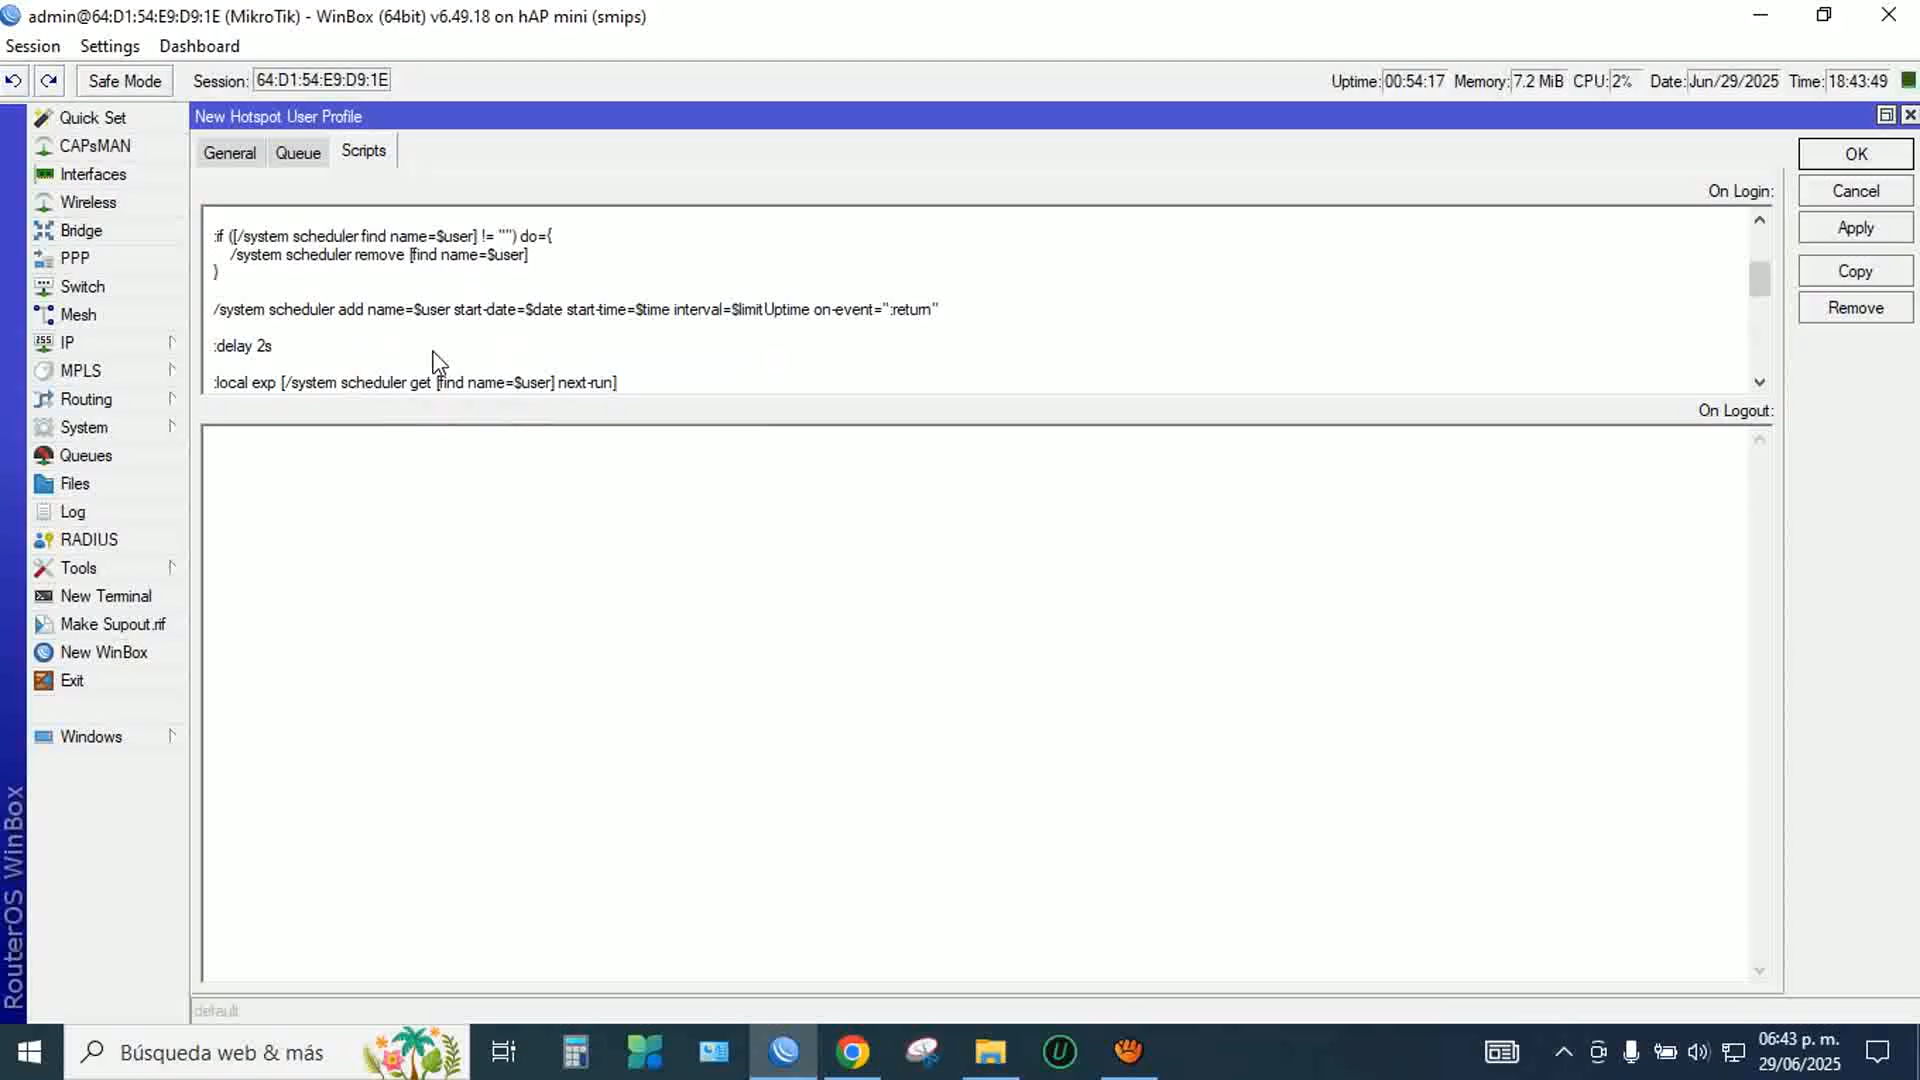 admin@64:D1:54:E9:D9:1E (MikroTik) - WinBox (64bit) v6.49.18 on hAP mini (smips)
Session Settings Dashboard
Safe Mode Session: 64:D1:54:E9:D9:1E Uptime: 00:54:17 Memory: 7.2 MiB CPU: 2% Date: Jun/29/2025 Time: 18:43:49
Quick Set
CAPsMAN
Interfaces
Wireless
Bridge
PPP
Switch
Mesh
IP
MPLS
Routing
System
Queues
Files
Log
RADIUS
Tools
New Terminal
Make Supout.rif
New WinBox
Exit
Windows
RouterOS WinBox
New Hotspot User Profile
General Queue Scripts
On Login:
:if ([/system scheduler find name=$user] != "") do={
/system scheduler remove [find name=$user]
}
/system scheduler add name=$user start-date=$date start-time=$time interval=$limitUptime on-event=":return"
:delay 2s
:local exp [/system scheduler get [find name=$user] next-run]
On Logout:
OK
Cancel
Apply
Copy
Remove
default
Búsqueda web & más
06:43 p. m.
29/06/2025